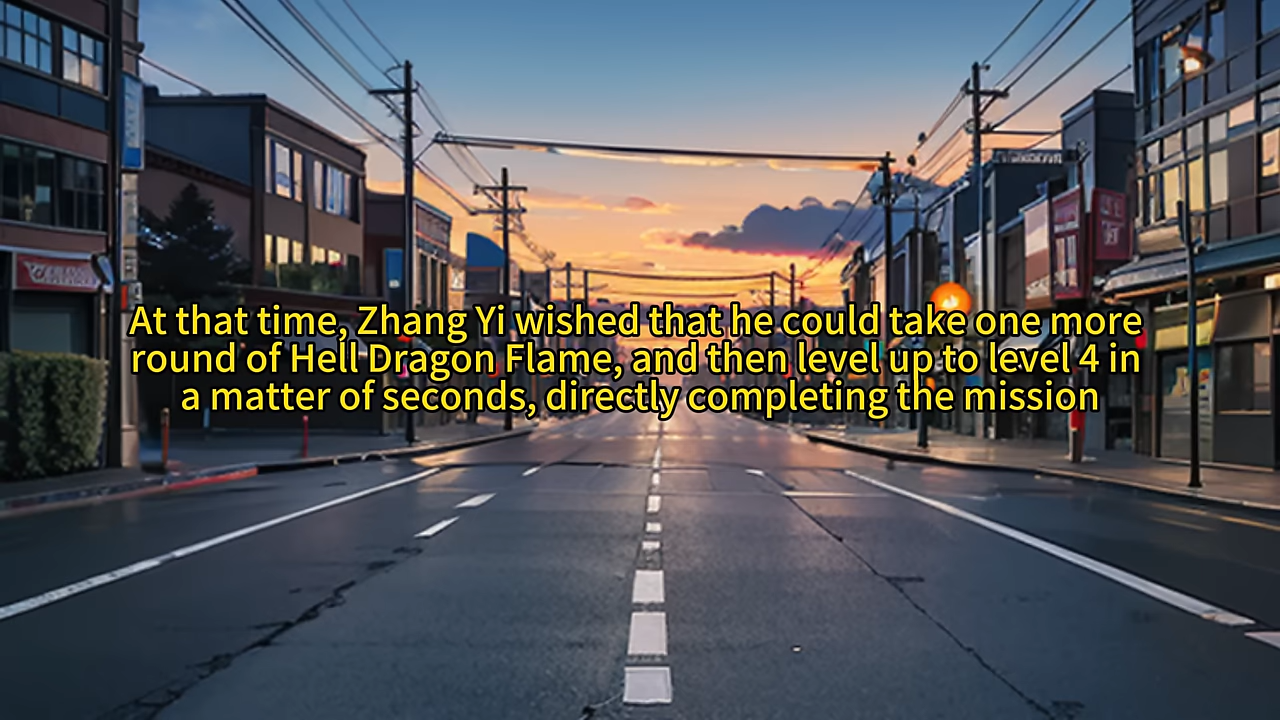 At that time, Zhang Yi wished that he could take one more
round of Hell Dragon Flame, and then level up to level 4 in
a matter of seconds, directly completing the mission